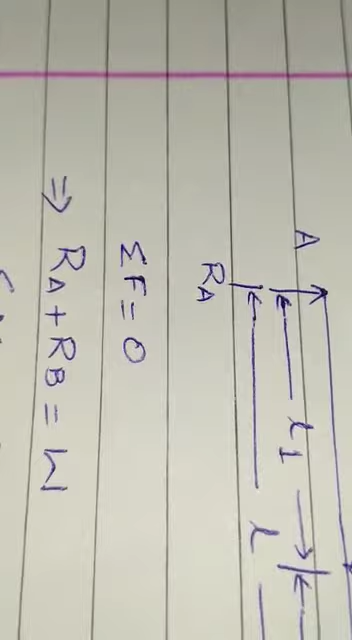 A
l1
RA
l
ΣF = 0
⇒ RA + RB = W